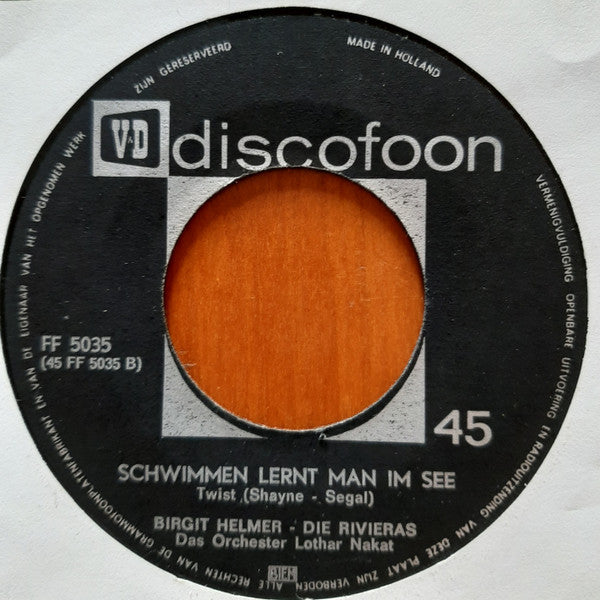 ALLE RECHTEN VAN DE GRAMMOFOONPLATENFABRIKANT EN VAN DE EIGENAAR VAN HET OPGENOMEN WERK ZIJN GERESERVEERD
MADE IN HOLLAND
VERMENIGVULDIGING OPENBARE UITVOERING EN RADIOUITZENDING VAN DEZE PLAAT ZIJN VERBODEN
V&D discofoon
FF 5035
(45 FF 5035 B)
45
SCHWIMMEN LERNT MAN IM SEE
Twist (Shayne - Segal)
BIRGIT HELMER - DIE RIVIERAS
Das Orchester Lothar Nakat
BIEM